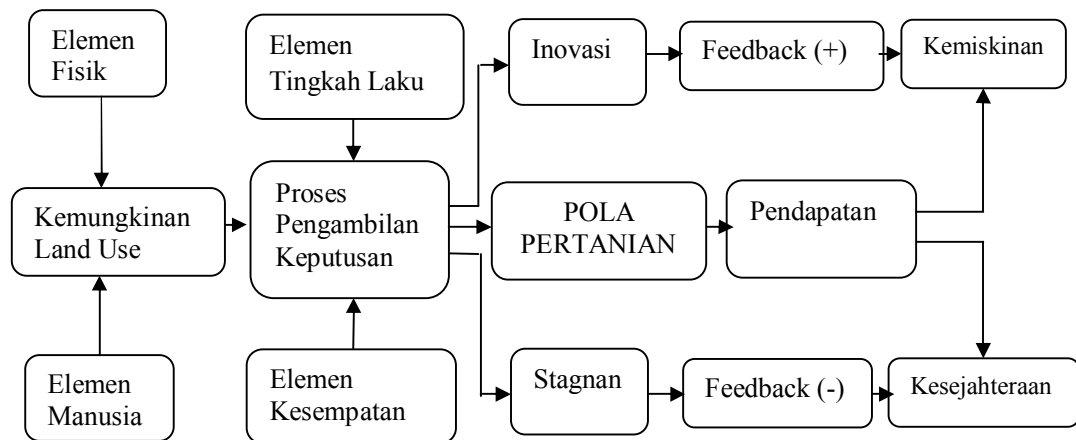 Elemen
Fisik
Elemen
Tingkah Laku
Inovasi
Feedback (+)
Kemiskinan
Kemungkinan
Land Use
Proses
Pengambilan
Keputusan
POLA
PERTANIAN
Pendapatan
Elemen
Manusia
Elemen
Kesempatan
Stagnan
Feedback (-)
Kesejahteraan